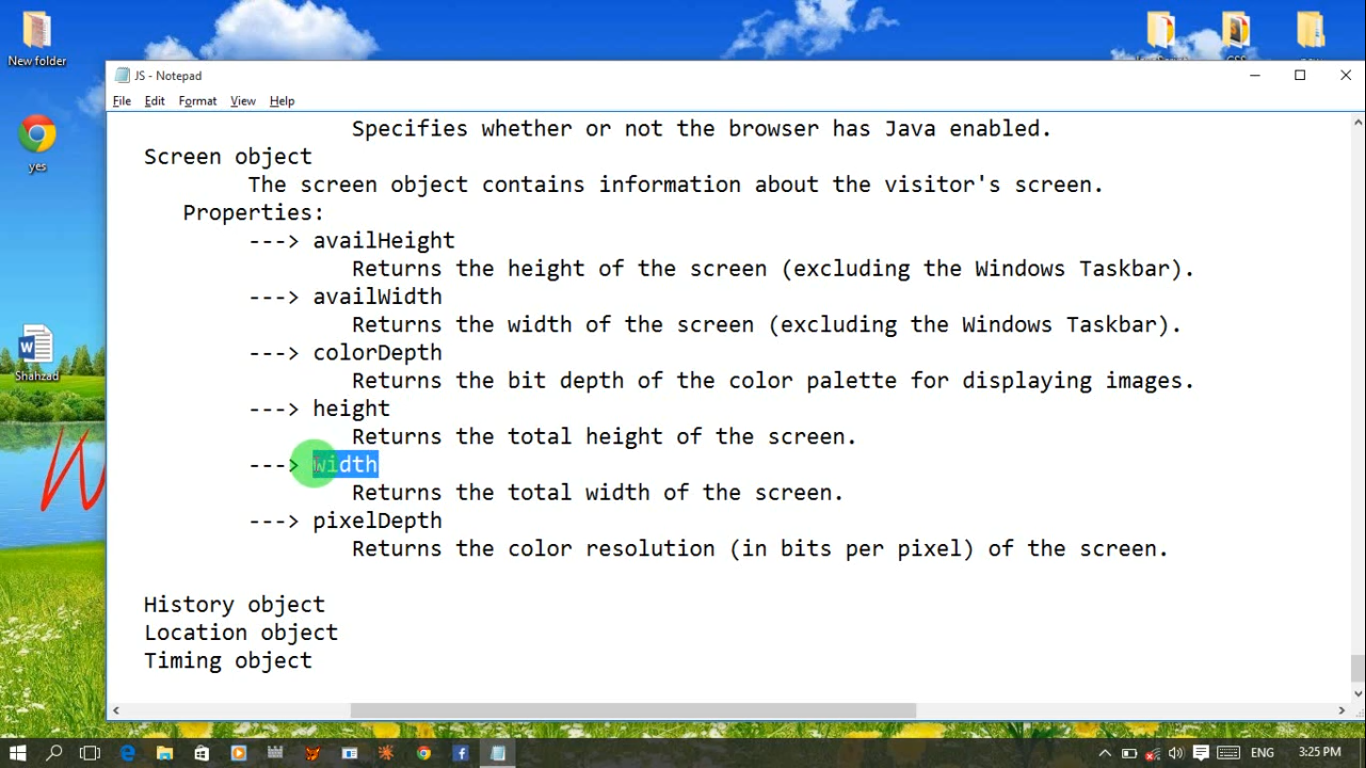 New folder
yes
Shahzad
JS - Notepad
File Edit Format View Help
Specifies whether or not the browser has Java enabled.
Screen object
The screen object contains information about the visitor's screen.
Properties:
---> availHeight
Returns the height of the screen (excluding the Windows Taskbar).
---> availWidth
Returns the width of the screen (excluding the Windows Taskbar).
---> colorDepth
Returns the bit depth of the color palette for displaying images.
---> height
Returns the total height of the screen.
---> width
Returns the total width of the screen.
---> pixelDepth
Returns the color resolution (in bits per pixel) of the screen.
History object
Location object
Timing object
ENG
3:25 PM